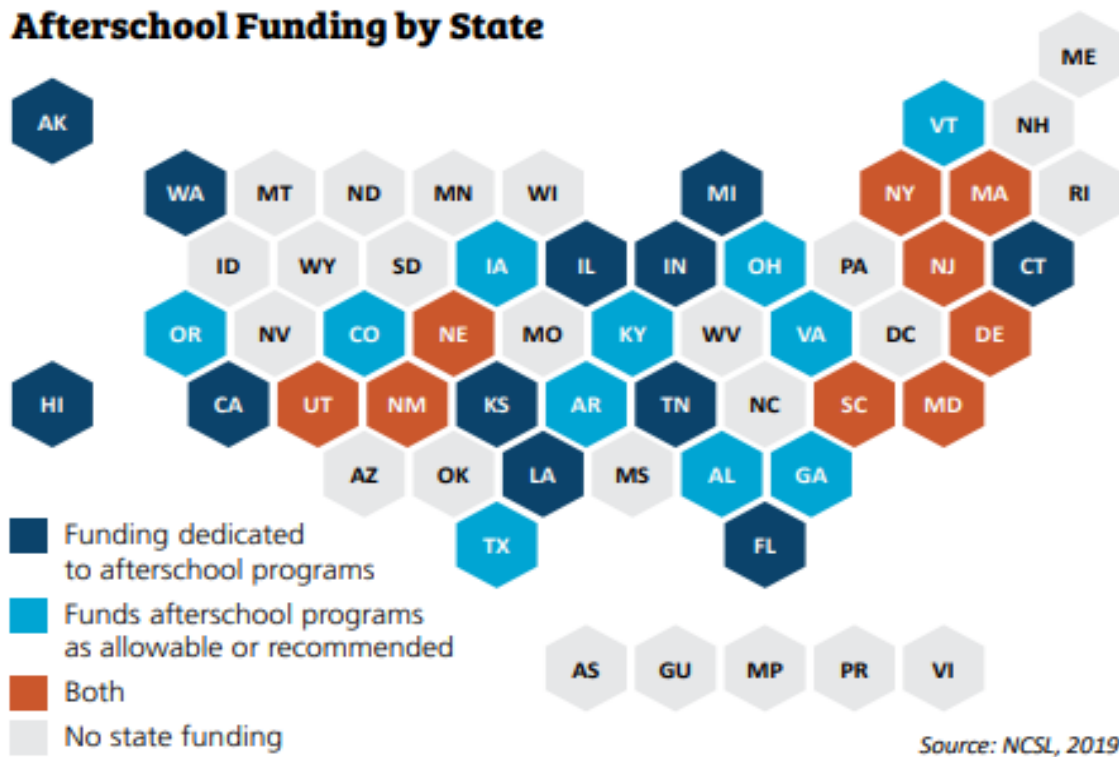 Afterschool Funding by State
ME
AK
VT NH
WA MT ND MN WI MI NY MA RI
ID WY SD IA IL IN OH PA NJ CT
OR NV CO NE MO KY WV VA DC DE
HI CA UT NM KS AR TN NC SC MD
AZ OK LA MS AL GA
TX FL
Funding dedicated
to afterschool programs
Funds afterschool programs
as allowable or recommended
Both
No state funding
AS GU MP PR VI
Source: NCSL, 2019